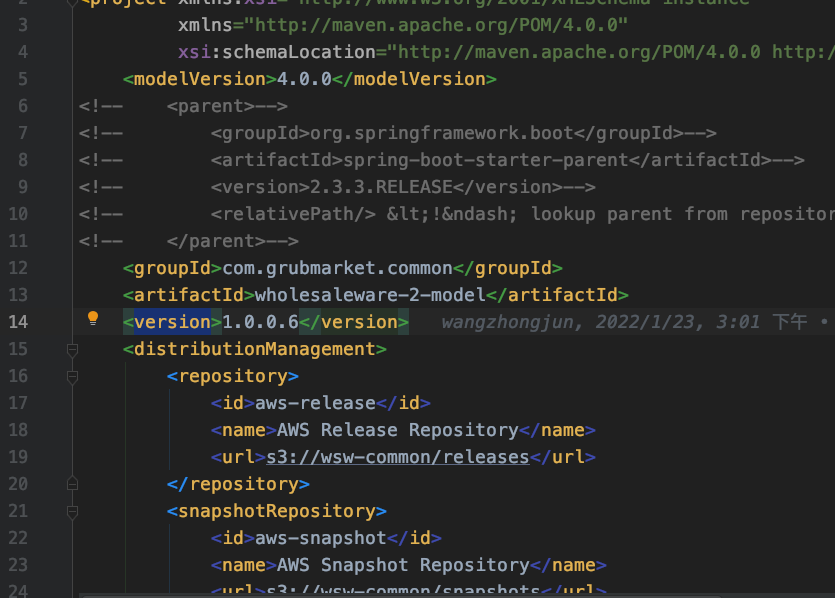 2 <project xmlns:xsi="http://www.w3.org/2001/XMLSchema-instance"
3 xmlns="http://maven.apache.org/POM/4.0.0"
4 xsi:schemaLocation="http://maven.apache.org/POM/4.0.0 http:/
5 <modelVersion>4.0.0</modelVersion>
6 <!-- <parent>-->
7 <!-- <groupId>org.springframework.boot</groupId>-->
8 <!-- <artifactId>spring-boot-starter-parent</artifactId>-->
9 <!-- <version>2.3.3.RELEASE</version>-->
10 <!-- <relativePath/> &lt;!&ndash; lookup parent from repositor
11 <!-- </parent>-->
12 <groupId>com.grubmarket.common</groupId>
13 <artifactId>wholesaleware-2-model</artifactId>
14 <version>1.0.0.6</version> wangzhongjun, 2022/1/23, 3:01 下午 •
15 <distributionManagement>
16 <repository>
17 <id>aws-release</id>
18 <name>AWS Release Repository</name>
19 <url>s3://wsw-common/releases</url>
20 </repository>
21 <snapshotRepository>
22 <id>aws-snapshot</id>
23 <name>AWS Snapshot Repository</name>
24 <url>s3://wsw-common/snapshots</url>